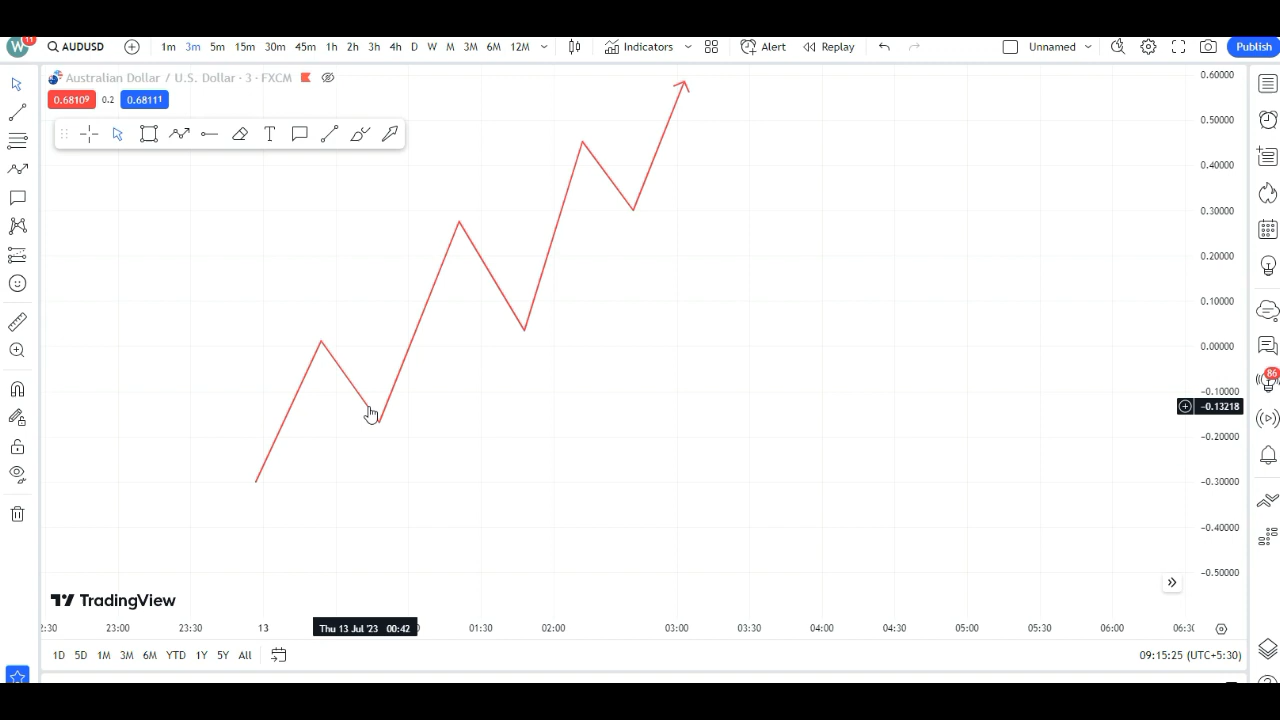 11
AUDUSD 1m 3m 5m 15m 30m 45m 1h 2h 3h 4h D W M 3M 6M 12M Indicators Alert Replay Unnamed Publish
Australian Dollar / U.S. Dollar · 3 · FXCM
0.68109 0.2 0.68111
T
0.60000
0.50000
0.40000
0.30000
0.20000
0.10000
0.00000
86
−0.10000
−0.13218
−0.20000
−0.30000
−0.40000
−0.50000
TradingView
:30 23:00 23:30 13 Thu 13 Jul '23 00:42 01:30 02:00 03:00 03:30 04:00 04:30 05:00 05:30 06:00 06:30
1D 5D 1M 3M 6M YTD 1Y 5Y All 09:15:25 (UTC+5:30)